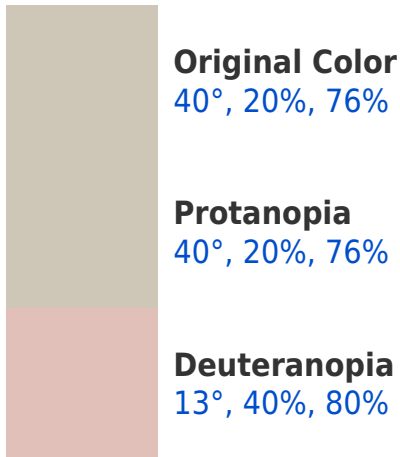 Original Color
40°, 20%, 76%
Protanopia
40°, 20%, 76%
Deuteranopia
13°, 40%, 80%